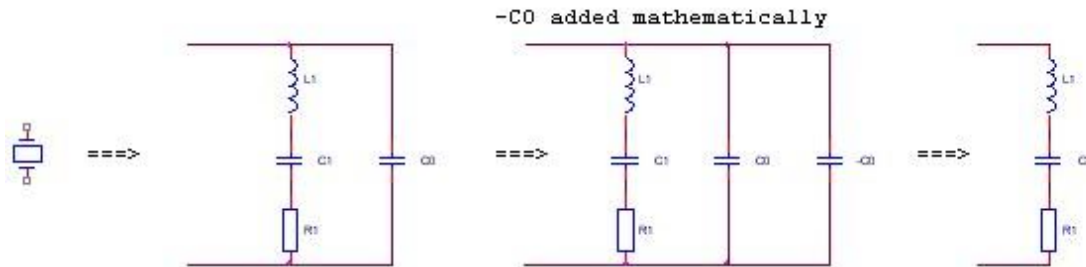 -C0 added mathematically
L1
L1
L1
===>
C1
C0
===>
C1
C0
-C0
===>
C
R1
R1
R1